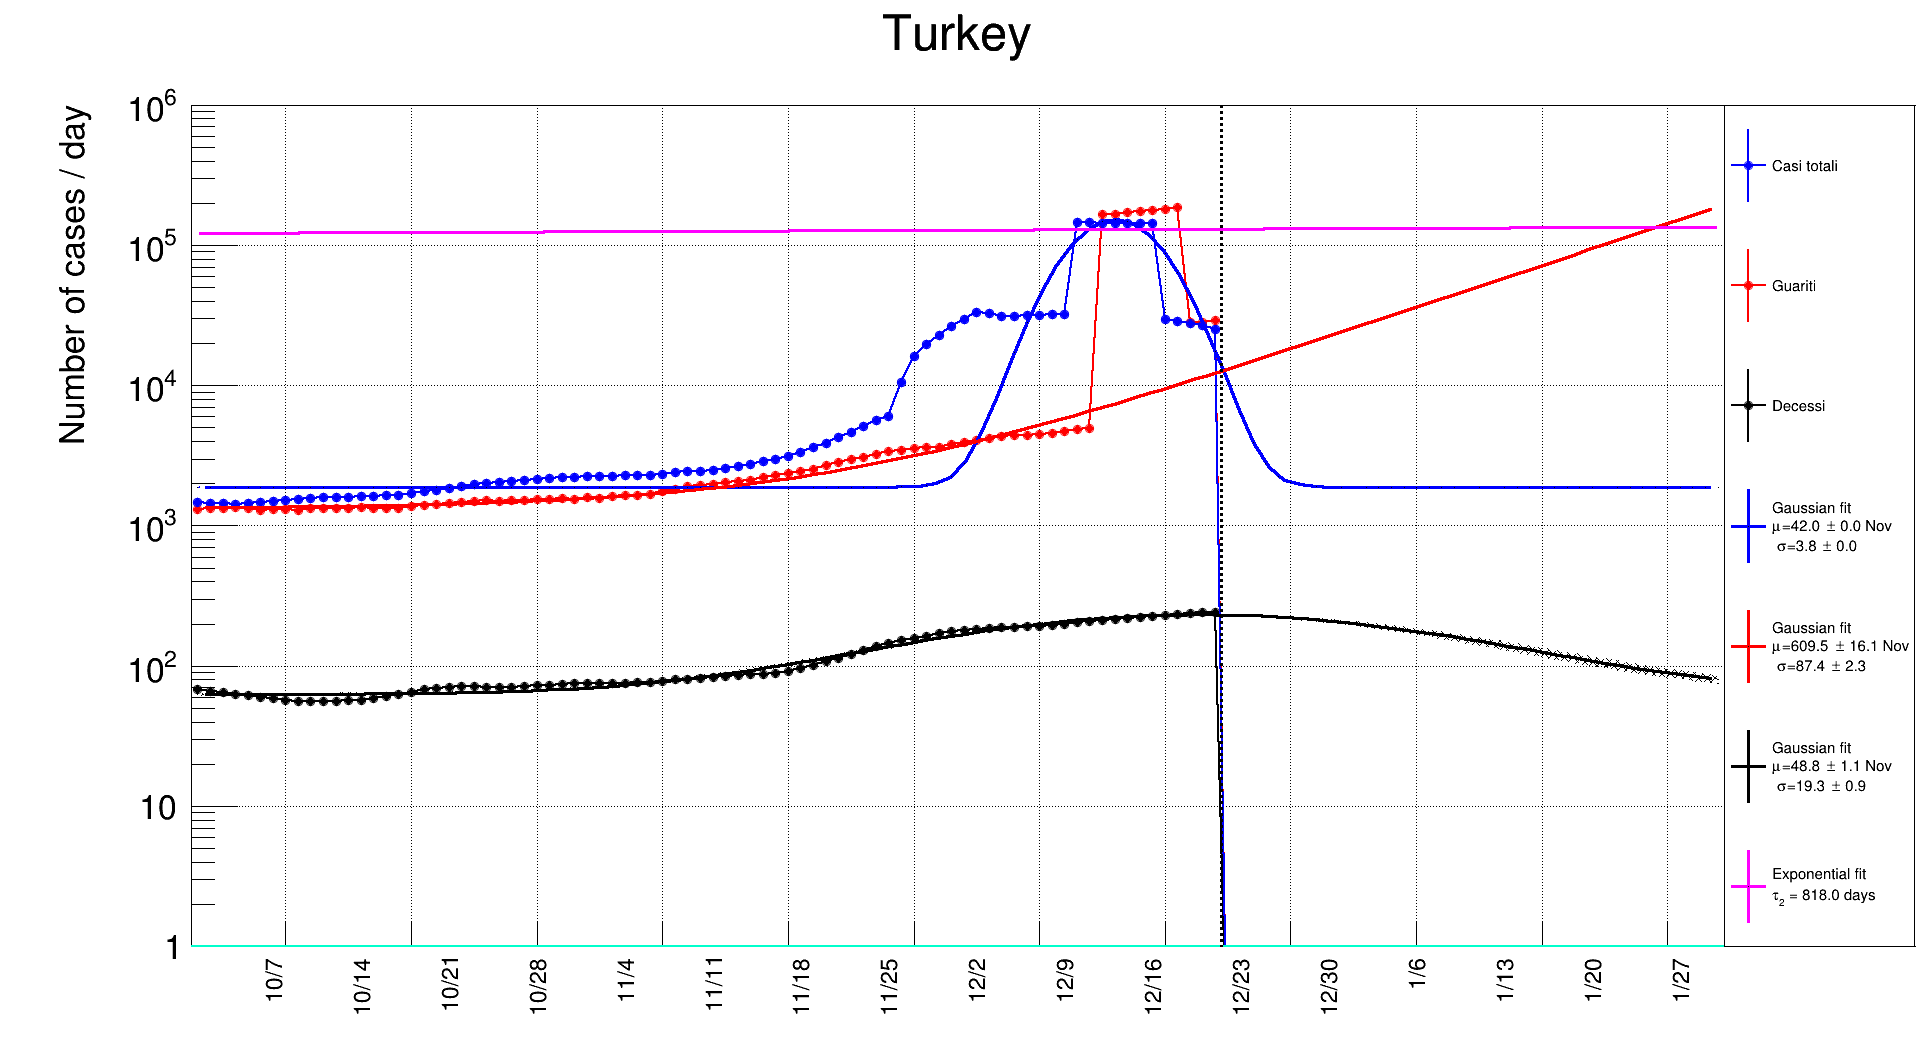 Turkey
Number of cases / day
10^6
10^5
10^4
10^3
10^2
10
1
10/7
10/14
10/21
10/28
11/4
11/11
11/18
11/25
12/2
12/9
12/16
12/23
12/30
1/6
1/13
1/20
1/27
Casi totali
Guariti
Decessi
Gaussian fit
μ=42.0 ± 0.0 Nov
σ=3.8 ± 0.0
Gaussian fit
μ=609.5 ± 16.1 Nov
σ=87.4 ± 2.3
Gaussian fit
μ=48.8 ± 1.1 Nov
σ=19.3 ± 0.9
Exponential fit
τ₂ = 818.0 days